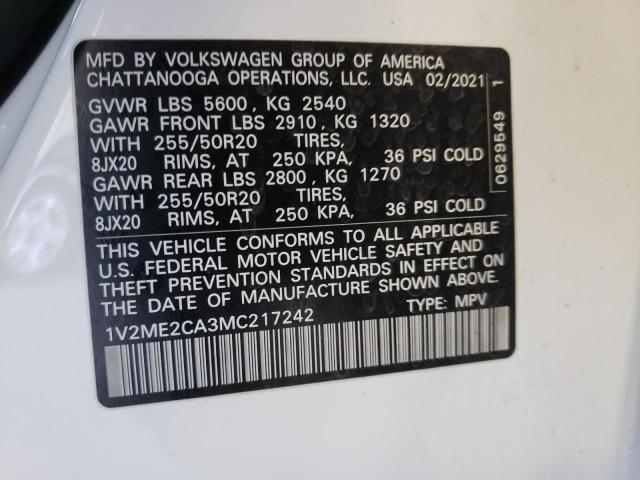 MFD BY VOLKSWAGEN GROUP OF AMERICA
CHATTANOOGA OPERATIONS, LLC. USA 02/2021
GVWR LBS 5600, KG 2540
GAWR FRONT LBS 2910, KG 1320
WITH 255/50R20 TIRES,
8JX20 RIMS, AT 250 KPA, 36 PSI COLD
GAWR REAR LBS 2800, KG 1270
WITH 255/50R20 TIRES,
8JX20 RIMS, AT 250 KPA, 36 PSI COLD
THIS VEHICLE CONFORMS TO ALL APPLICABLE
U.S. FEDERAL MOTOR VEHICLE SAFETY AND
THEFT PREVENTION STANDARDS IN EFFECT ON
THE DATE OF MANUFACTURE SHOWN ABOVE.
1V2ME2CA3MC217242 TYPE: MPV
0629549 1